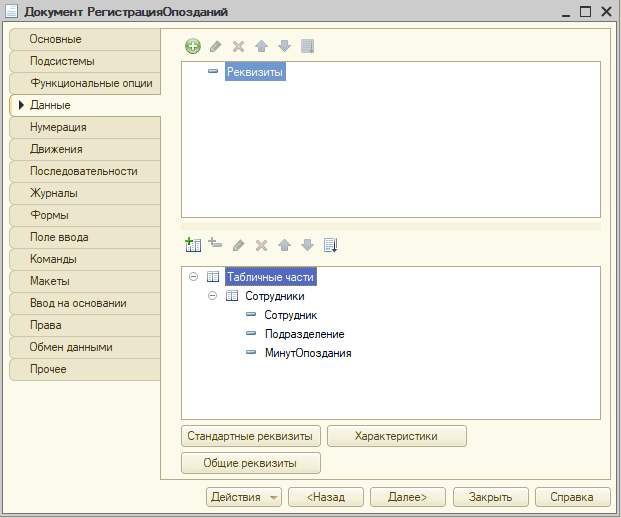 Документ РегистрацияОпозданий
Основные
Подсистемы
Функциональные опции
Данные
Нумерация
Движения
Последовательности
Журналы
Формы
Поле ввода
Команды
Макеты
Ввод на основании
Права
Обмен данными
Прочее
Реквизиты
Табличные части
Сотрудники
Сотрудник
Подразделение
МинутОпоздания
Стандартные реквизиты
Характеристики
Общие реквизиты
Действия
<Назад
Далее>
Закрыть
Справка